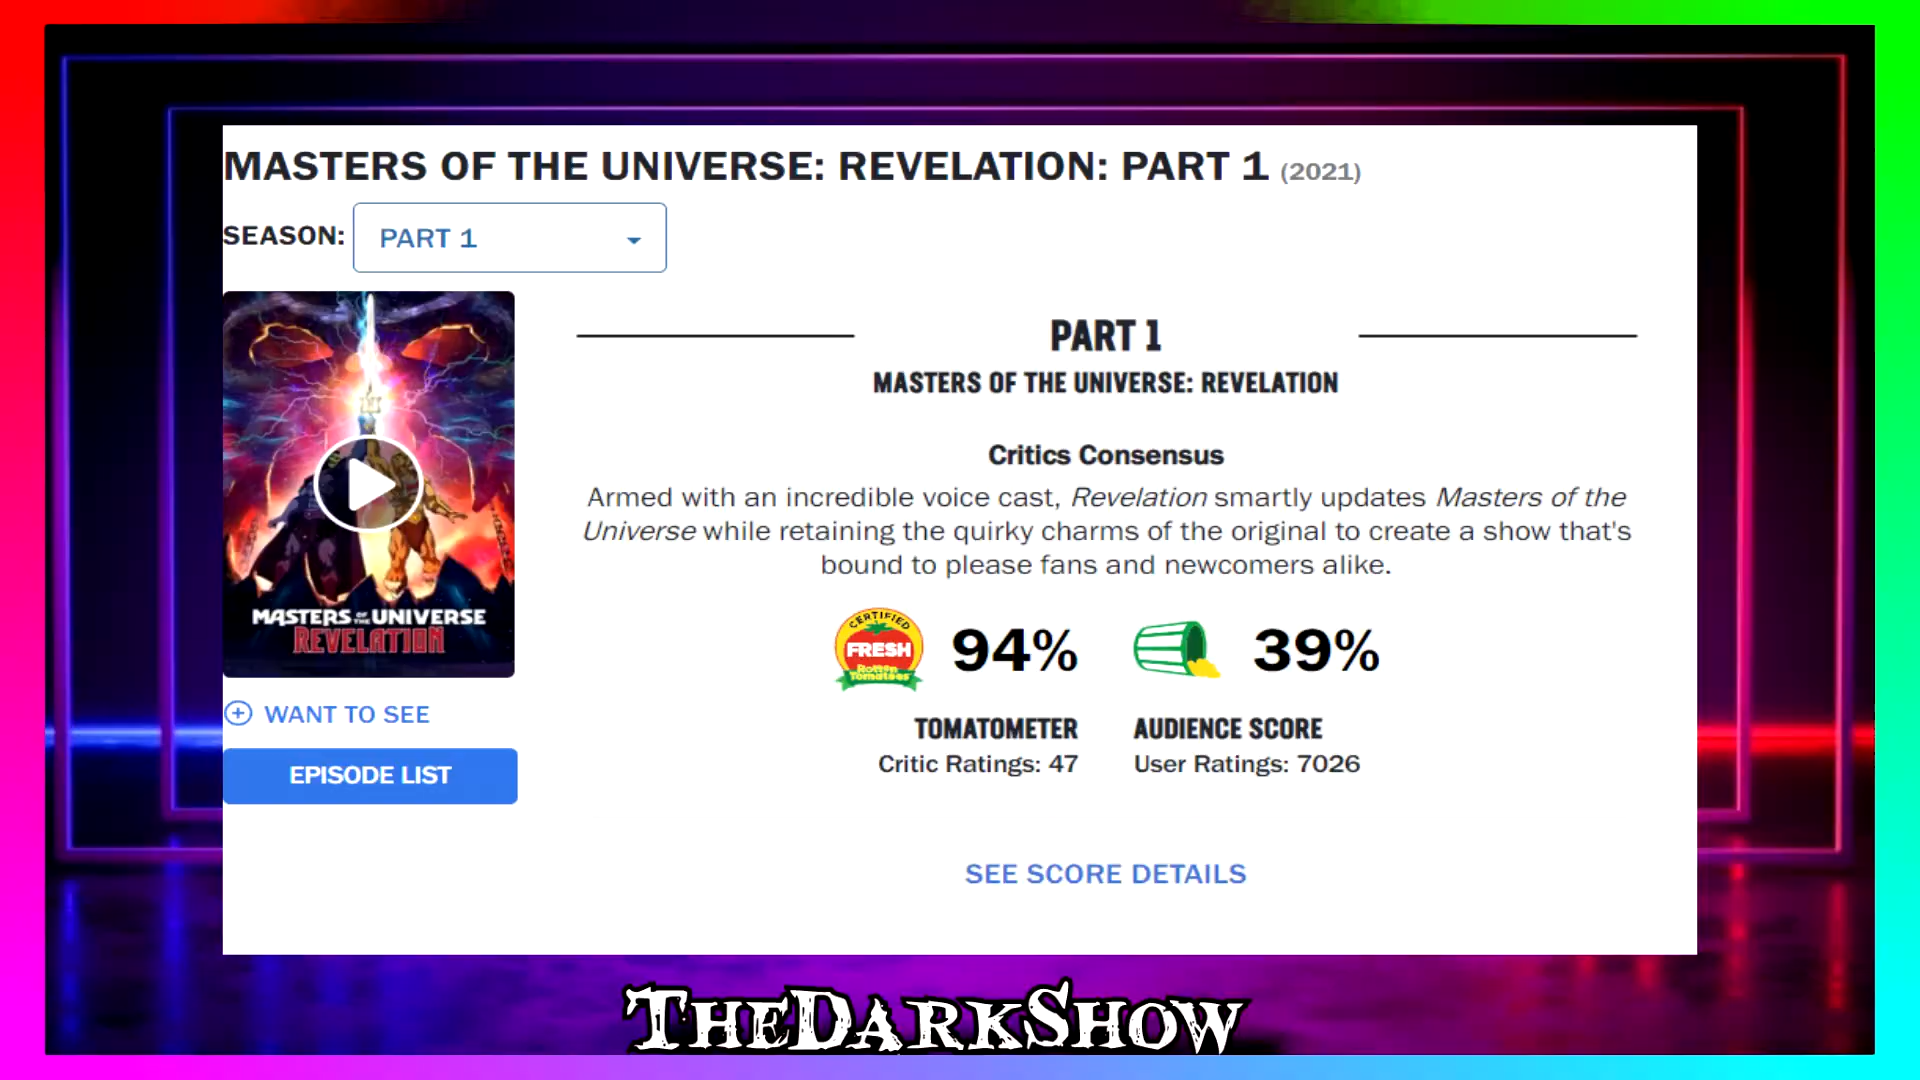 MASTERS OF THE UNIVERSE: REVELATION: PART 1 (2021)
SEASON: PART 1
MASTERS OF THE UNIVERSE
REVELATION
WANT TO SEE
EPISODE LIST
PART 1
MASTERS OF THE UNIVERSE: REVELATION
Critics Consensus
Armed with an incredible voice cast, Revelation smartly updates Masters of the
Universe while retaining the quirky charms of the original to create a show that's
bound to please fans and newcomers alike.
CERTIFIED
FRESH
Rotten
Tomatoes
94%
39%
TOMATOMETER
AUDIENCE SCORE
Critic Ratings: 47
User Ratings: 7026
SEE SCORE DETAILS
THEDARKSHOW